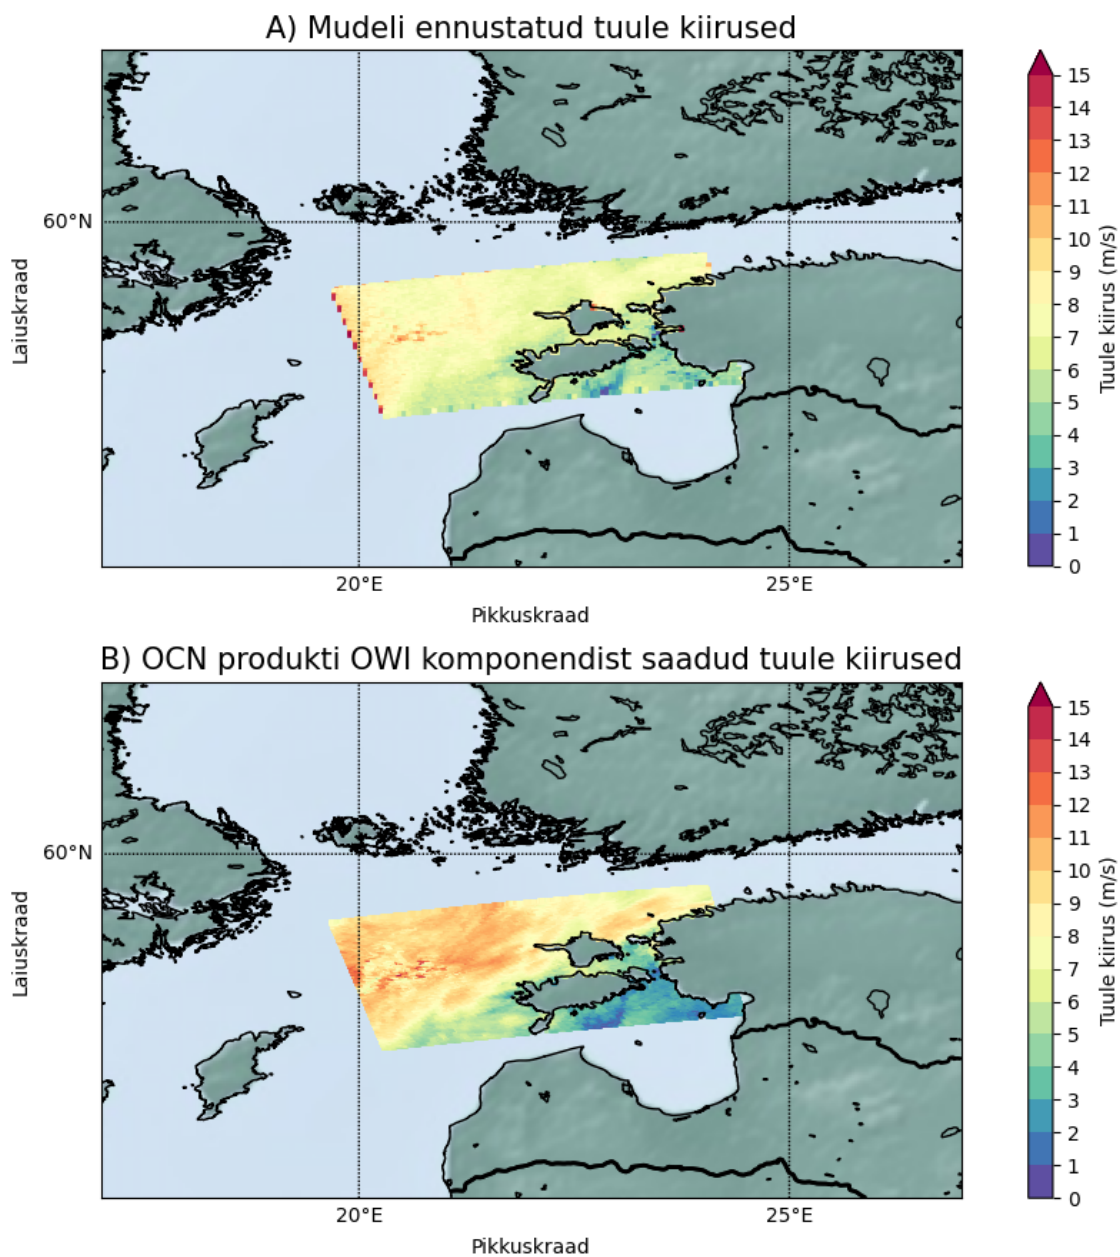 A) Mudeli ennustatud tuule kiirused
60°N
Laiuskraad
20°E
25°E
Pikkuskraad
15
14
13
12
11
10
9
8
7
6
5
4
3
2
1
0
Tuule kiirus (m/s)
B) OCN produkti OWI komponendist saadud tuule kiirused
60°N
Laiuskraad
20°E
25°E
Pikkuskraad
15
14
13
12
11
10
9
8
7
6
5
4
3
2
1
0
Tuule kiirus (m/s)